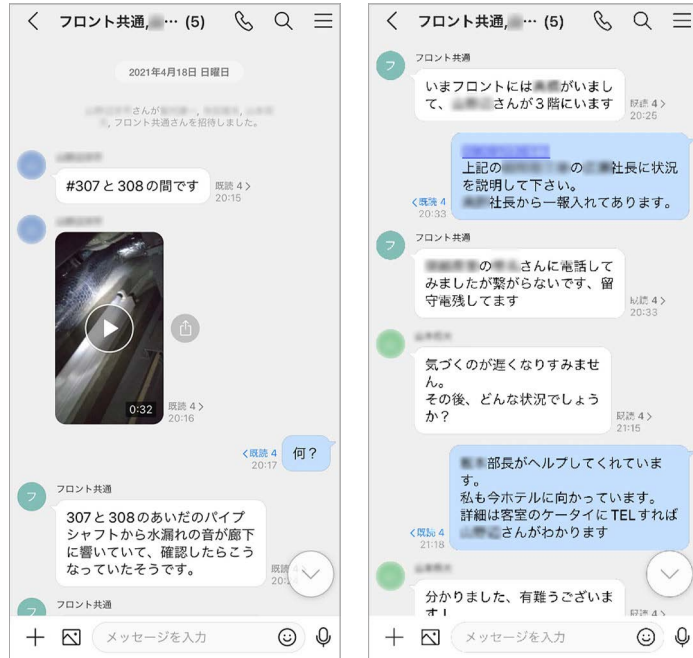 フロント共通, … (5)
2021年4月18日 日曜日
さんが
, フロント共通さんを招待しました。
#307と308の間です
既読 4
20:15
0:32
既読 4
20:16
何?
既読 4
20:17
フロント共通
フ
307と308のあいだのパイプ
シャフトから水漏れの音が廊下
に響いていて、確認したらこう
なっていたそうです。
既読
フロント共通
フ
メッセージを入力
フロント共通, … (5)
フロント共通
フ
いまフロントには がいまし
て、 さんが3階にいます
既読 4
20:25
上記の の 社長に状況
を説明して下さい。
社長から一報入れてあります。
既読 4
20:33
フロント共通
フ
の さんに電話して
みましたが繋がらないです、留
守電残してます
既読 4
20:33
気づくのが遅くなりすみませ
ん。
その後、どんな状況でしょう
か?
既読 4
21:15
部長がヘルプしてくれていま
す。
私も今ホテルに向かっています。
詳細は客室のケータイにTELすれば
さんがわかります
既読 4
21:18
分かりました、有難うございま
す!
既読 4
メッセージを入力